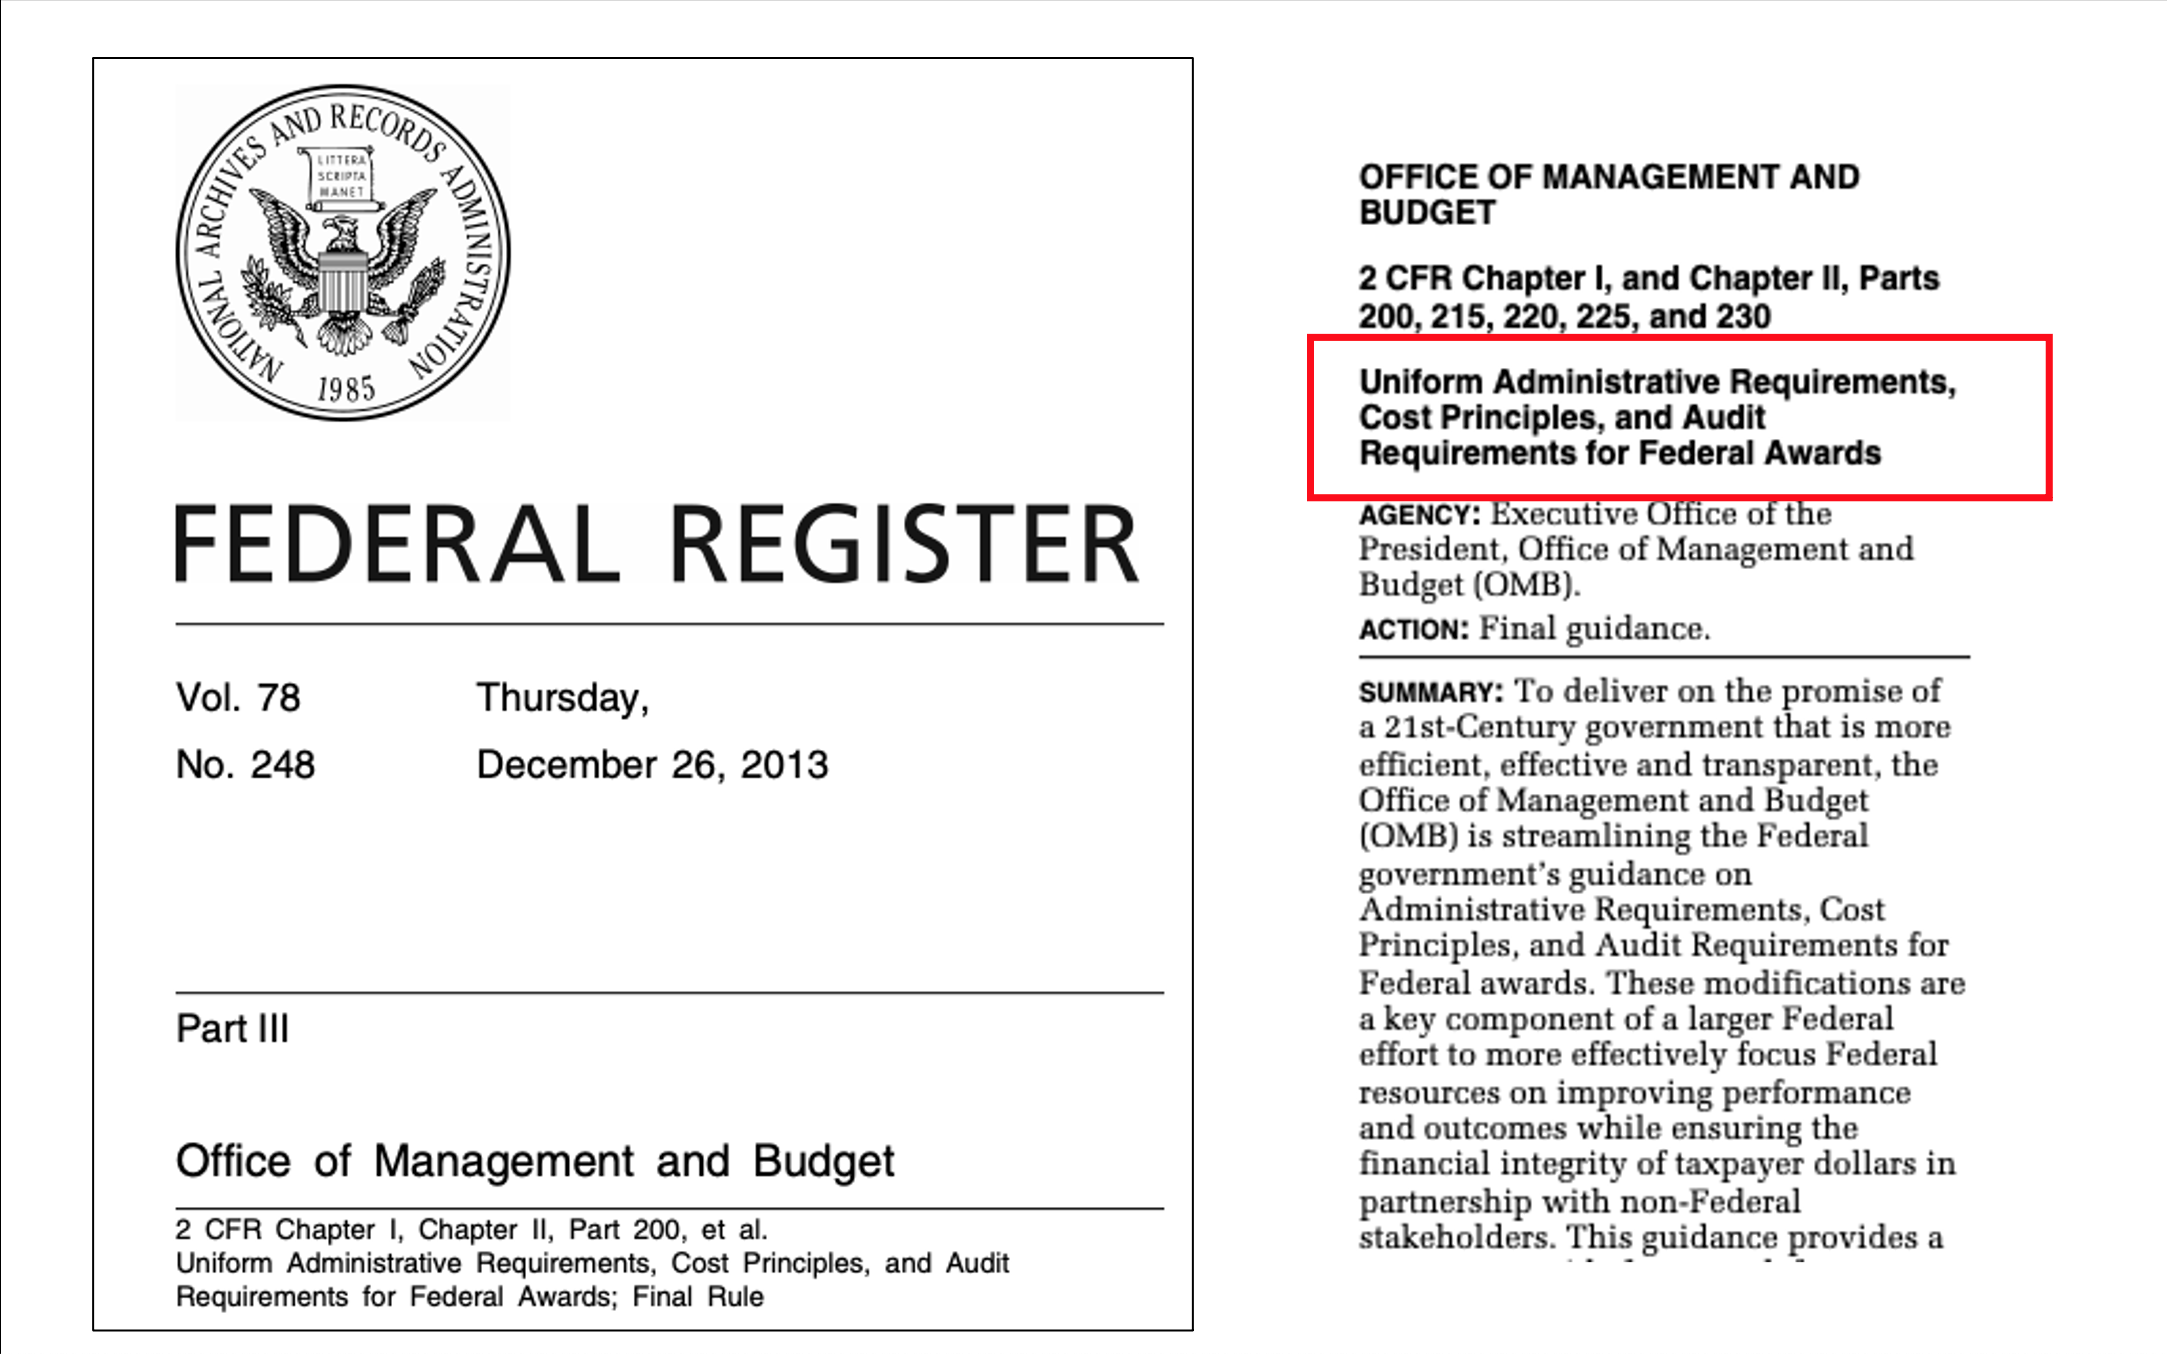 NATIONAL ARCHIVES AND RECORDS ADMINISTRATION
LITTERA
SCRIPTA
MANET
1985
FEDERAL REGISTER
Vol. 78 Thursday,
No. 248 December 26, 2013
Part III
Office of Management and Budget
2 CFR Chapter I, Chapter II, Part 200, et al.
Uniform Administrative Requirements, Cost Principles, and Audit
Requirements for Federal Awards; Final Rule
OFFICE OF MANAGEMENT AND
BUDGET
2 CFR Chapter I, and Chapter II, Parts
200, 215, 220, 225, and 230
Uniform Administrative Requirements,
Cost Principles, and Audit
Requirements for Federal Awards
AGENCY: Executive Office of the
President, Office of Management and
Budget (OMB).
ACTION: Final guidance.
SUMMARY: To deliver on the promise of
a 21st-Century government that is more
efficient, effective and transparent, the
Office of Management and Budget
(OMB) is streamlining the Federal
government's guidance on
Administrative Requirements, Cost
Principles, and Audit Requirements for
Federal awards. These modifications are
a key component of a larger Federal
effort to more effectively focus Federal
resources on improving performance
and outcomes while ensuring the
financial integrity of taxpayer dollars in
partnership with non-Federal
stakeholders. This guidance provides a